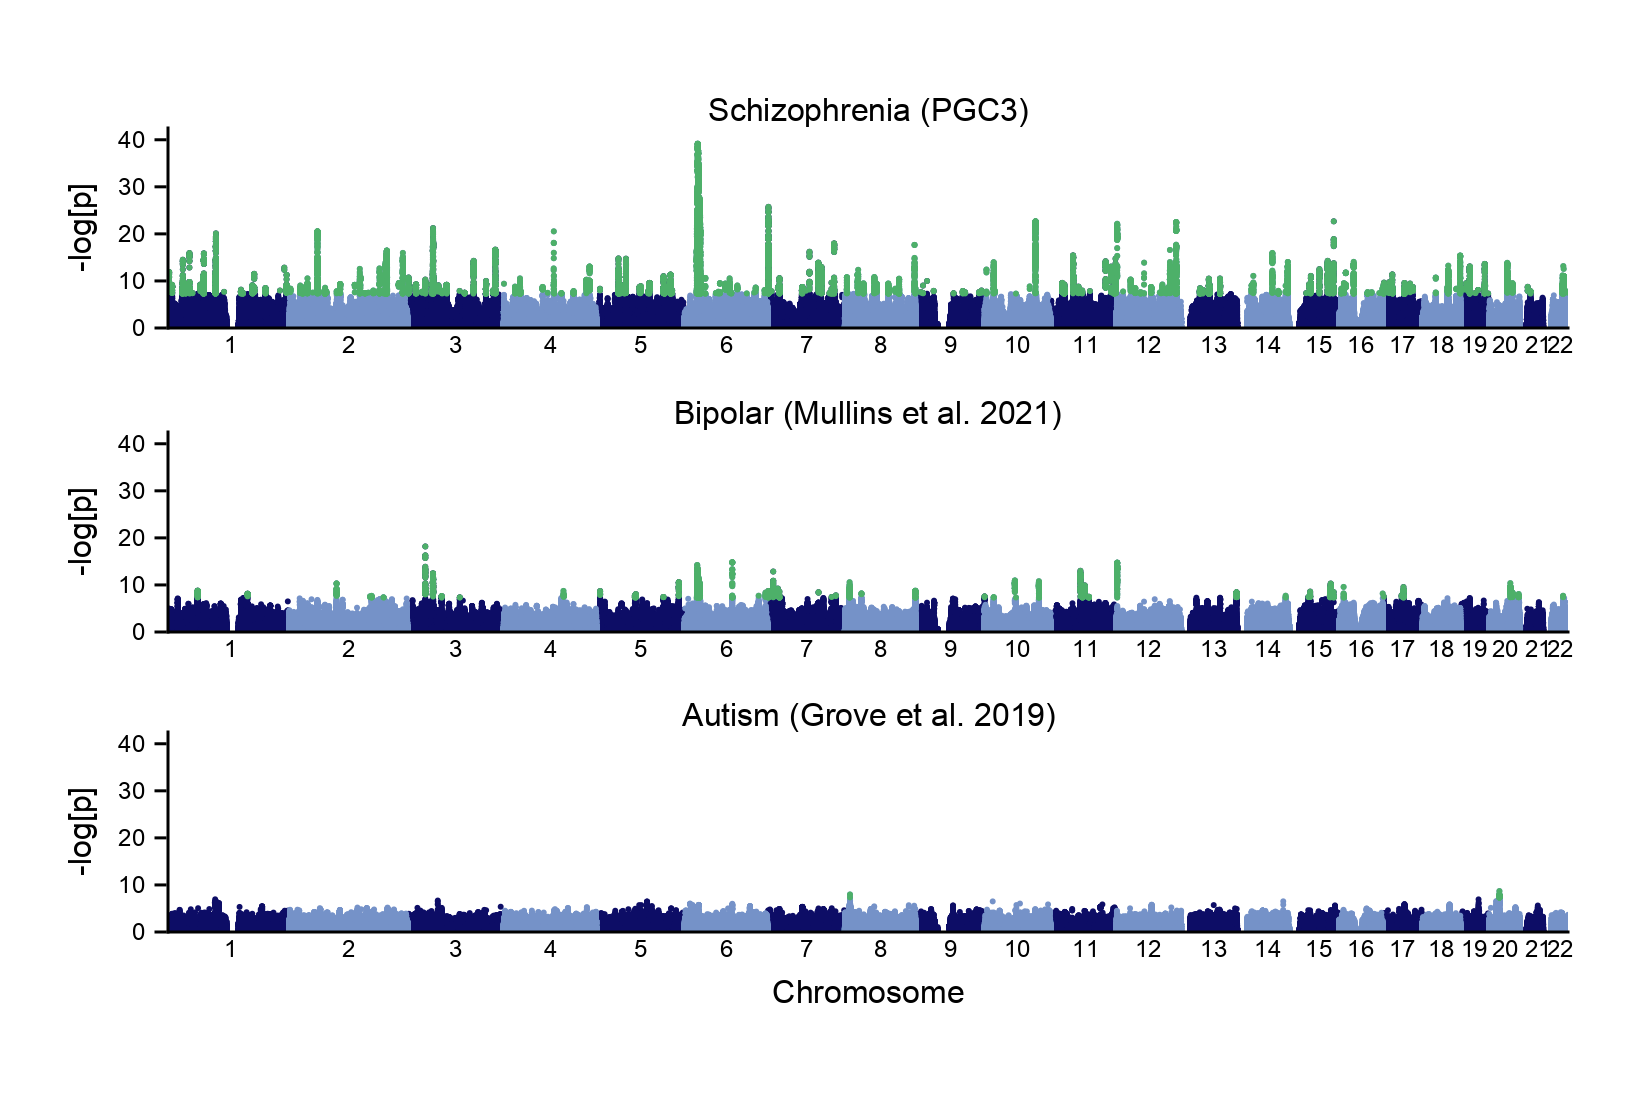 Schizophrenia (PGC3)
-log[p]
40
30
20
10
0
1 2 3 4 5 6 7 8 9 10 11 12 13 14 15 16 17 18 19 20 21 22
Bipolar (Mullins et al. 2021)
-log[p]
40
30
20
10
0
1 2 3 4 5 6 7 8 9 10 11 12 13 14 15 16 17 18 19 20 21 22
Autism (Grove et al. 2019)
-log[p]
40
30
20
10
0
1 2 3 4 5 6 7 8 9 10 11 12 13 14 15 16 17 18 19 20 21 22
Chromosome